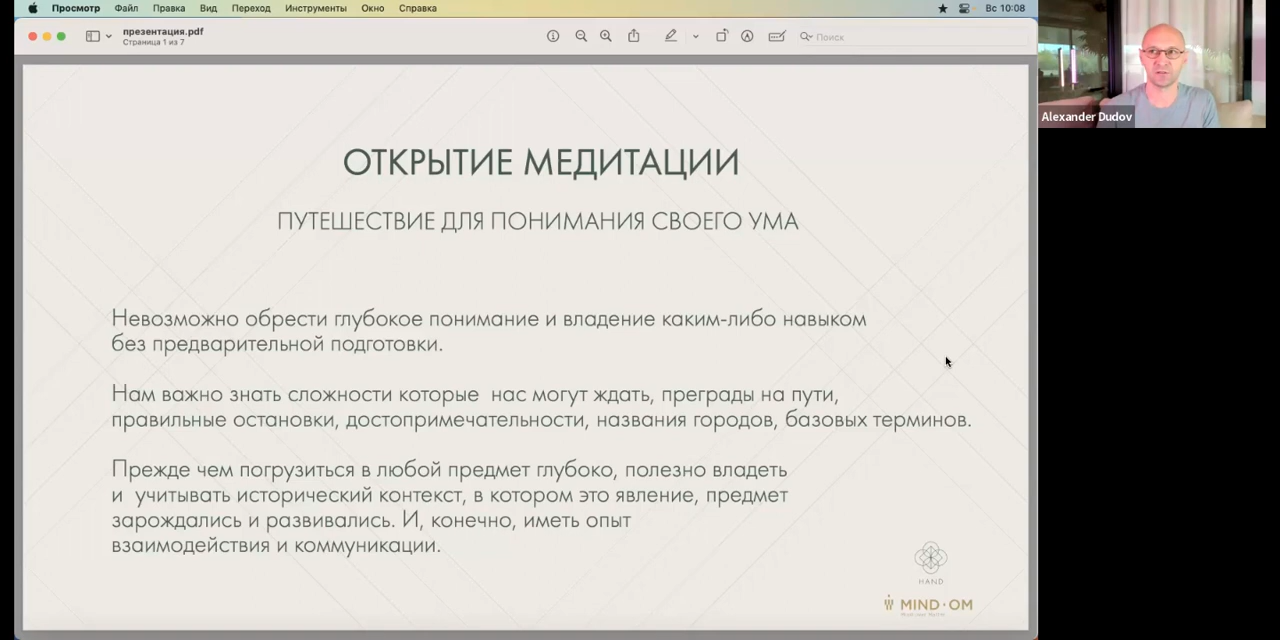 Просмотр Файл Правка Вид Переход Инструменты Окно Справка Вс 10:08
презентация.pdf
Страница 1 из 7
Поиск
Alexander Dudov
ОТКРЫТИЕ МЕДИТАЦИИ
ПУТЕШЕСТВИЕ ДЛЯ ПОНИМАНИЯ СВОЕГО УМА
Невозможно обрести глубокое понимание и владение каким-либо навыком
без предварительной подготовки.
Нам важно знать сложности которые нас могут ждать, преграды на пути,
правильные остановки, достопримечательности, названия городов, базовых терминов.
Прежде чем погрузиться в любой предмет глубоко, полезно владеть
и учитывать исторический контекст, в котором это явление, предмет
зарождались и развивались. И, конечно, иметь опыт
взаимодействия и коммуникации.
HAND
MIND·OM